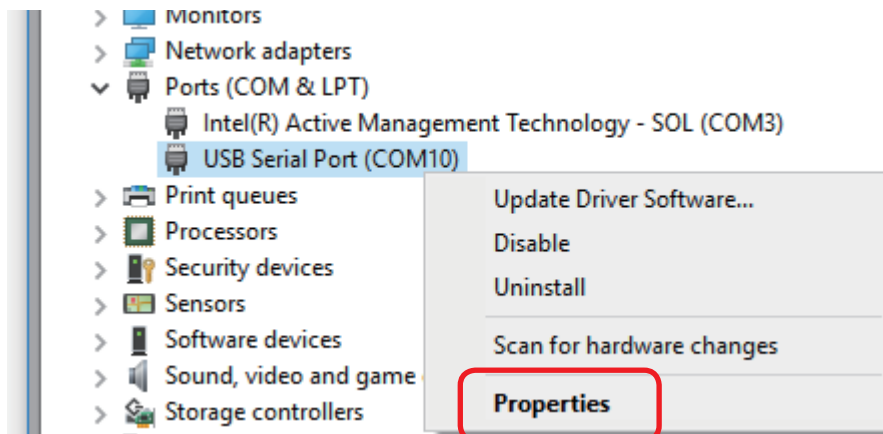 Monitors
Network adapters
Ports (COM & LPT)
Intel(R) Active Management Technology - SOL (COM3)
USB Serial Port (COM10)
Print queues
Processors
Security devices
Sensors
Software devices
Sound, video and game
Storage controllers
Update Driver Software...
Disable
Uninstall
Scan for hardware changes
Properties